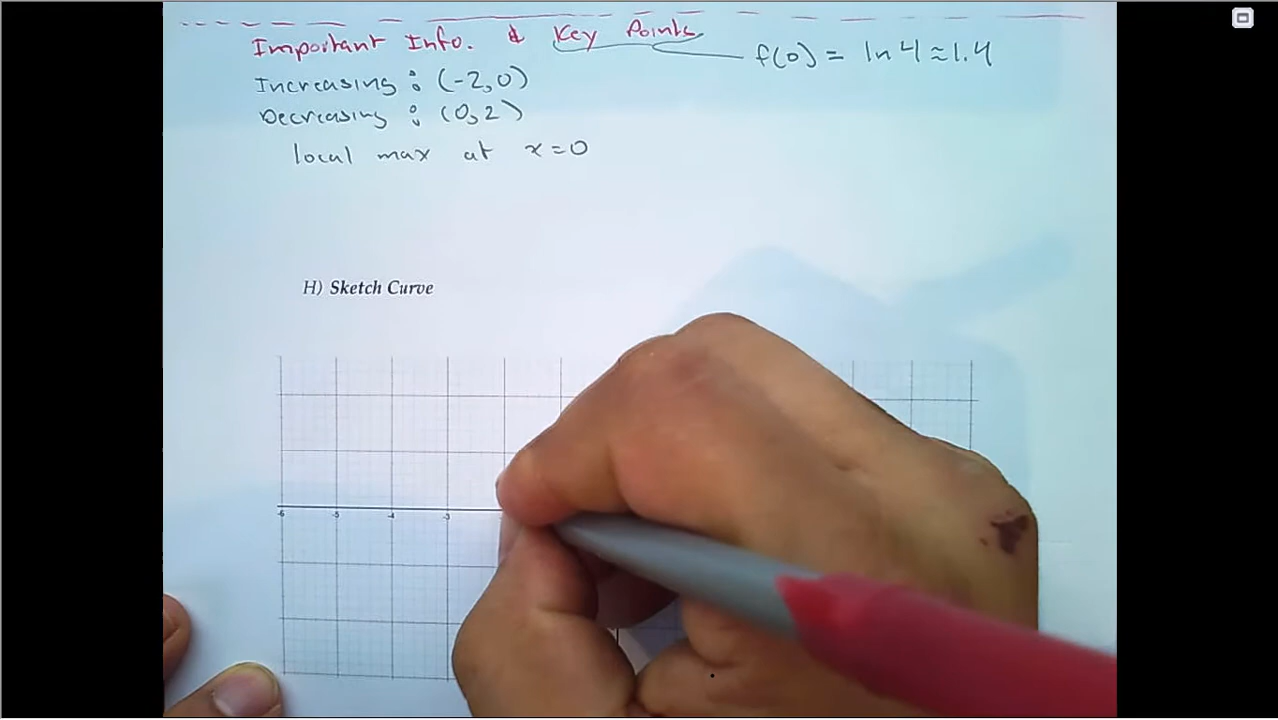 Important Info. & Key Points
f(0) = ln 4 ≈ 1.4
Increasing : (-2,0)
Decreasing : (0,2)
local max at x=0
H) Sketch Curve
-6 -5 -4 -3